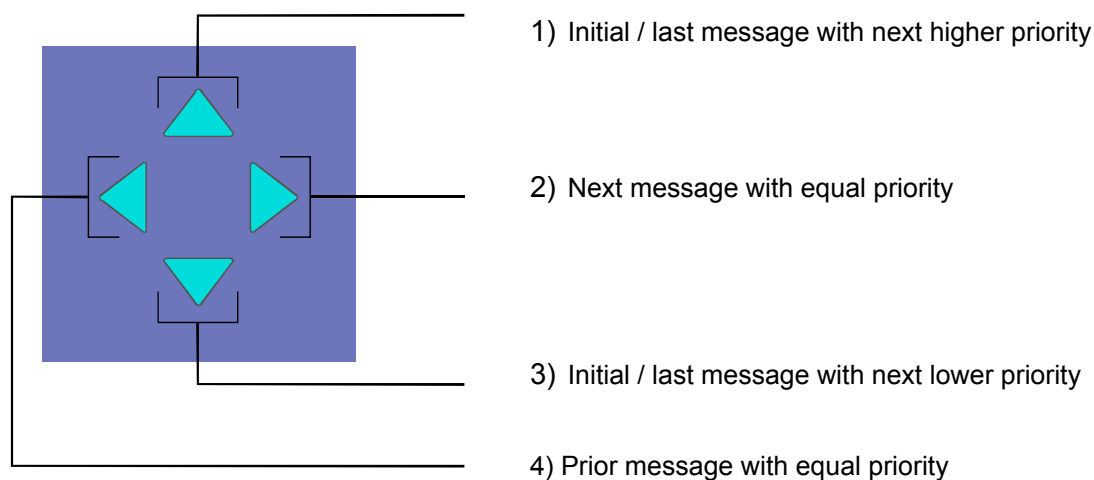 1) Initial / last message with next higher priority
2) Next message with equal priority
3) Initial / last message with next lower priority
4) Prior message with equal priority